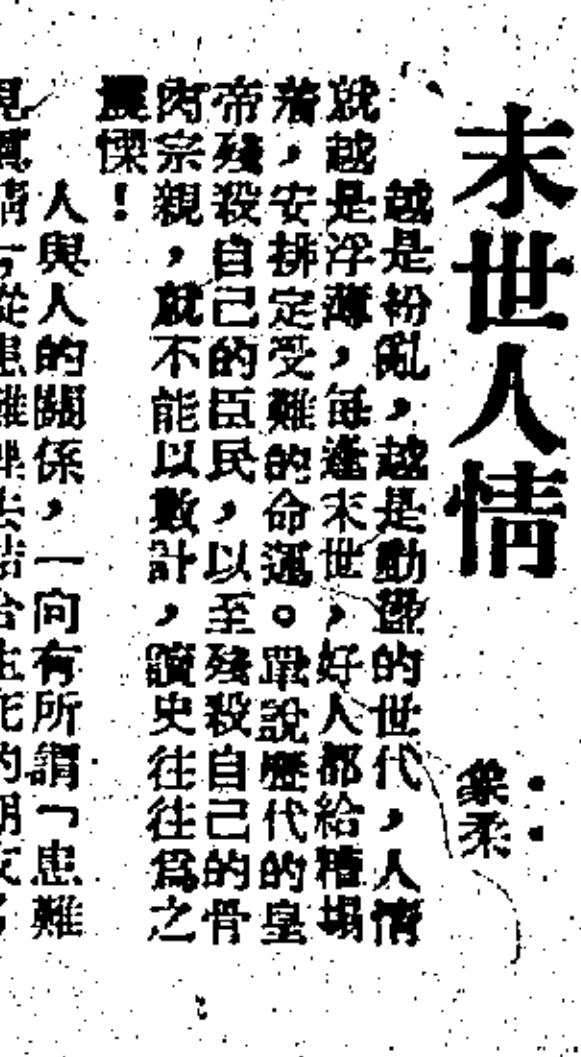 末世人情
柔
越是紛亂，越是動盪的世代，人情
就越是浮薄，每逢末世，好人都給糟塌
著，安排定受難的命運。單說歷代的皇
帝殘殺自己的臣民，以至殘殺自己的骨
肉宗親，就不能以數計，讀史往往爲之
震慄！
人與人的關係，一向有所謂「患難